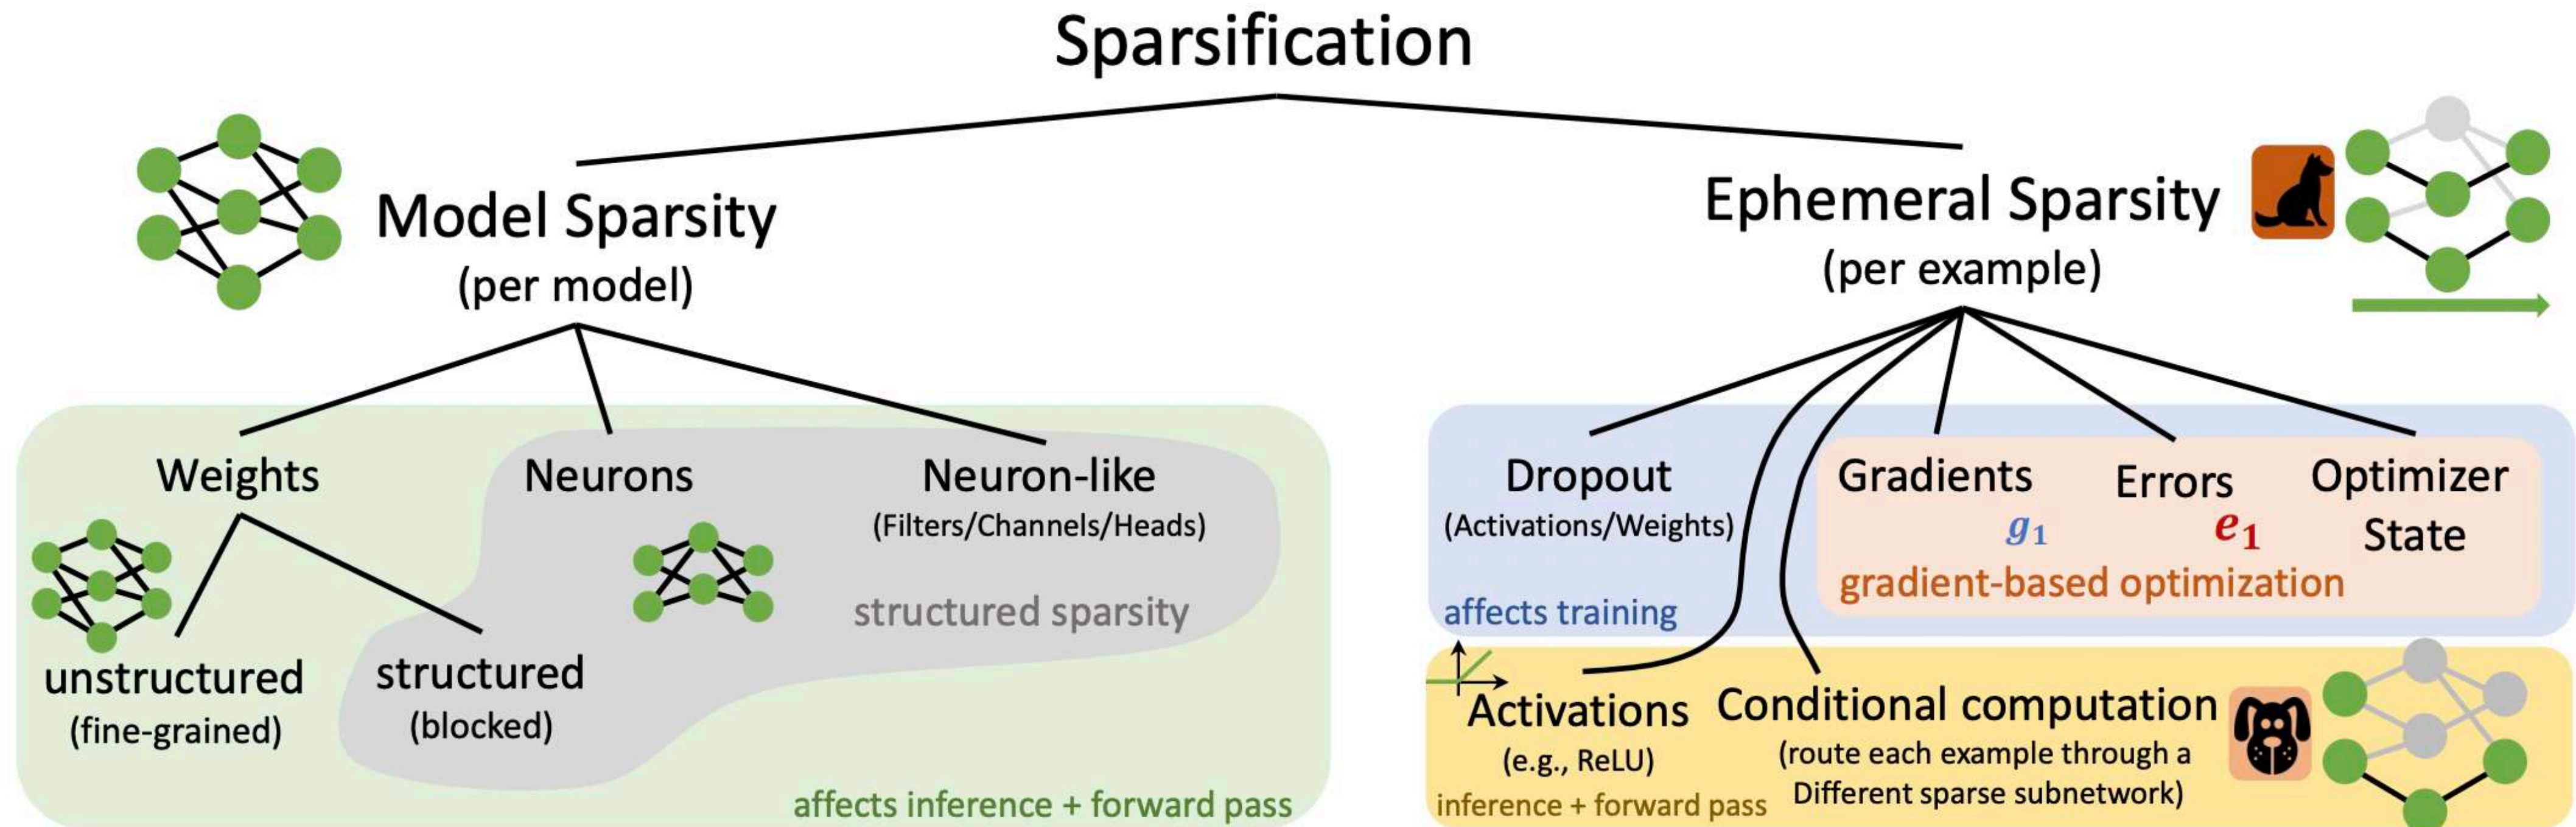 Sparsification
Model Sparsity
(per model)
Weights
unstructured
(fine-grained)
structured
(blocked)
Neurons
Neuron-like
(Filters/Channels/Heads)
structured sparsity
affects inference + forward pass
Ephemeral Sparsity
(per example)
Dropout
(Activations/Weights)
affects training
Gradients
g₁
Errors
e₁
Optimizer
State
gradient-based optimization
Activations
(e.g., ReLU)
inference + forward pass
Conditional computation
(route each example through a
Different sparse subnetwork)